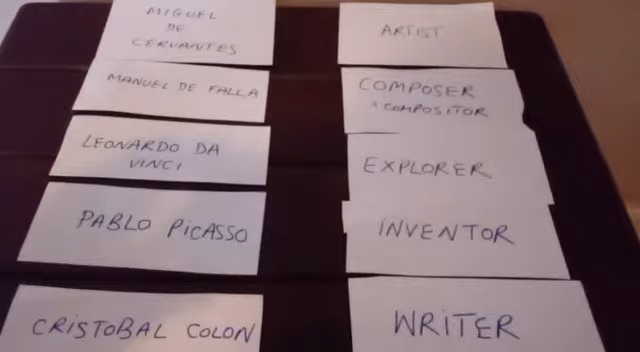 MIGUEL
DE
CERVANTES
MANUEL DE FALLA
LEONARDO DA
VINCI
PABLO PICASSO
CRISTOBAL COLON
ARTIST
COMPOSER
"COMPOSITOR
EXPLORER
INVENTOR
WRITER